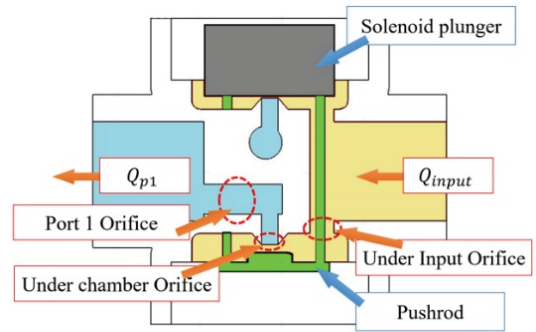 Solenoid plunger
Q_{p1}
Q_{input}
Port 1 Orifice
Under Input Orifice
Under chamber Orifice
Pushrod